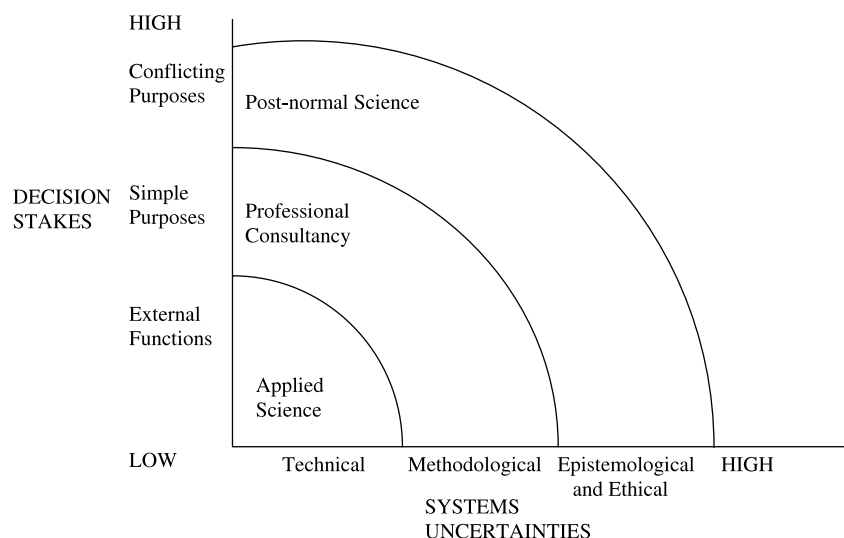 HIGH
Conflicting
Purposes
Post-normal Science
DECISION
STAKES
Simple
Purposes
Professional
Consultancy
External
Functions
Applied
Science
LOW
Technical
Methodological
Epistemological
and Ethical
HIGH
SYSTEMS
UNCERTAINTIES